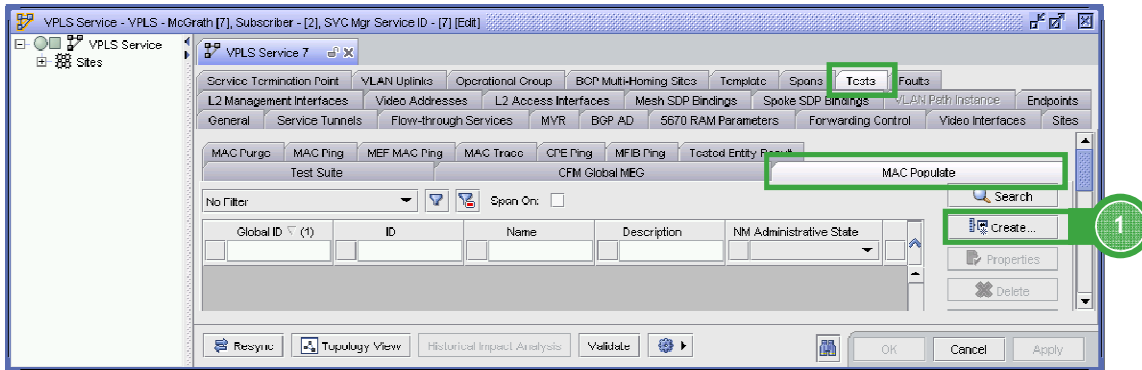 VPLS Service - VPLS - McGrath [7], Subscriber - [2], SVC Mgr Service ID - [7] [Edit]
VPLS Service
Sites
VPLS Service 7
Service Termination Point VLAN Uplinks Operational Group BGP Multi-Homing Sites Template Spans Tests Faults
L2 Management Interfaces Video Addresses L2 Access Interfaces Mesh SDP Bindings Spoke SDP Bindings VLAN Path Instance Endpoints
General Service Tunnels Flow-through Services MVR BGP AD 5670 RAM Parameters Forwarding Control Video Interfaces Sites
MAC Purge MAC Ping MEF MAC Ping MAC Trace CPE Ping MFIB Ping Tested Entity Result
Test Suite CFM Global MEG MAC Populate
No Filter Span On: Search
Global ID (1) ID Name Description NM Administrative State Create... 1
Properties
Delete
Resync Topology View Historical Impact Analysis Validate OK Cancel Apply